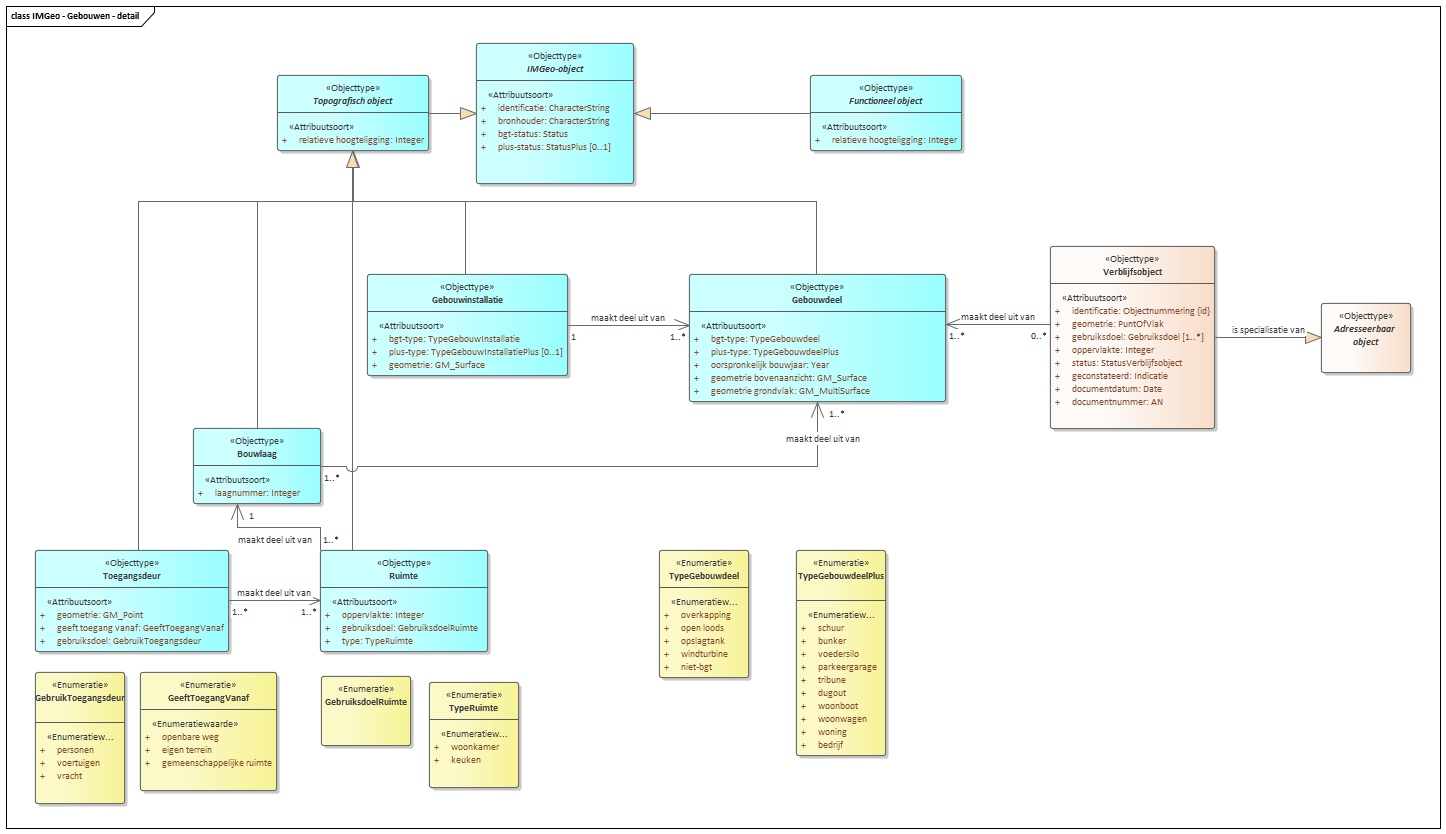 class IMGeo - Gebouwen - detail
«Objecttype»
IMGeo-object
«Attribuutsoort»
+ identificatie: CharacterString
+ bronhouder: CharacterString
+ bgt-status: Status
+ plus-status: StatusPlus [0..1]
«Objecttype»
Topografisch object
«Attribuutsoort»
+ relatieve hoogteligging: Integer
«Objecttype»
Functioneel object
«Attribuutsoort»
+ relatieve hoogteligging: Integer
«Objecttype»
Gebouwinstallatie
«Attribuutsoort»
+ bgt-type: TypeGebouwInstallatie
+ plus-type: TypeGebouwInstallatiePlus [0..1]
+ geometrie: GM_Surface
maakt deel uit van
1
1..*
«Objecttype»
Gebouwdeel
«Attribuutsoort»
+ bgt-type: TypeGebouwdeel
+ plus-type: TypeGebouwdeelPlus
+ oorspronkelijk bouwjaar: Year
+ geometrie bovenaanzicht: GM_Surface
+ geometrie grondvlak: GM_MultiSurface
maakt deel uit van
1..*
0..*
«Objecttype»
Verblijfsobject
«Attribuutsoort»
+ identificatie: Objectnummering {id}
+ geometrie: PuntOfVlak
+ gebruiksdoel: Gebruiksdoel [1..*]
+ oppervlakte: Integer
+ status: StatusVerblijfsobject
+ geconstateerd: Indicatie
+ documentdatum: Date
+ documentnummer: AN
is specialisatie van
«Objecttype»
Adresseerbaar
object
1..*
maakt deel uit van
«Objecttype»
Bouwlaag
«Attribuutsoort»
+ laagnummer: Integer
1..*
1
maakt deel uit van
1..*
«Objecttype»
Toegangsdeur
«Attribuutsoort»
+ geometrie: GM_Point
+ geeft toegang vanaf: GeeftToegangVanaf
+ gebruiksdoel: GebruikToegangsdeur
maakt deel uit van
1..*
1..*
«Objecttype»
Ruimte
«Attribuutsoort»
+ oppervlakte: Integer
+ gebruiksdoel: GebruiksdoelRuimte
+ type: TypeRuimte
«Enumeratie»
TypeGebouwdeel
«Enumeratiew...
+ overkapping
+ open loods
+ opslagtank
+ windturbine
+ niet-bgt
«Enumeratie»
TypeGebouwdeelPlus
«Enumeratiew...
+ schuur
+ bunker
+ voedersilo
+ parkeergarage
+ tribune
+ dugout
+ woonboot
+ woonwagen
+ woning
+ bedrijf
«Enumeratie»
GebruikToegangsdeur
«Enumeratiew...
+ personen
+ voertuigen
+ vracht
«Enumeratie»
GeeftToegangVanaf
«Enumeratiewaarde»
+ openbare weg
+ eigen terrein
+ gemeenschappelijke ruimte
«Enumeratie»
GebruiksdoelRuimte
«Enumeratie»
TypeRuimte
«Enumeratiew...
+ woonkamer
+ keuken